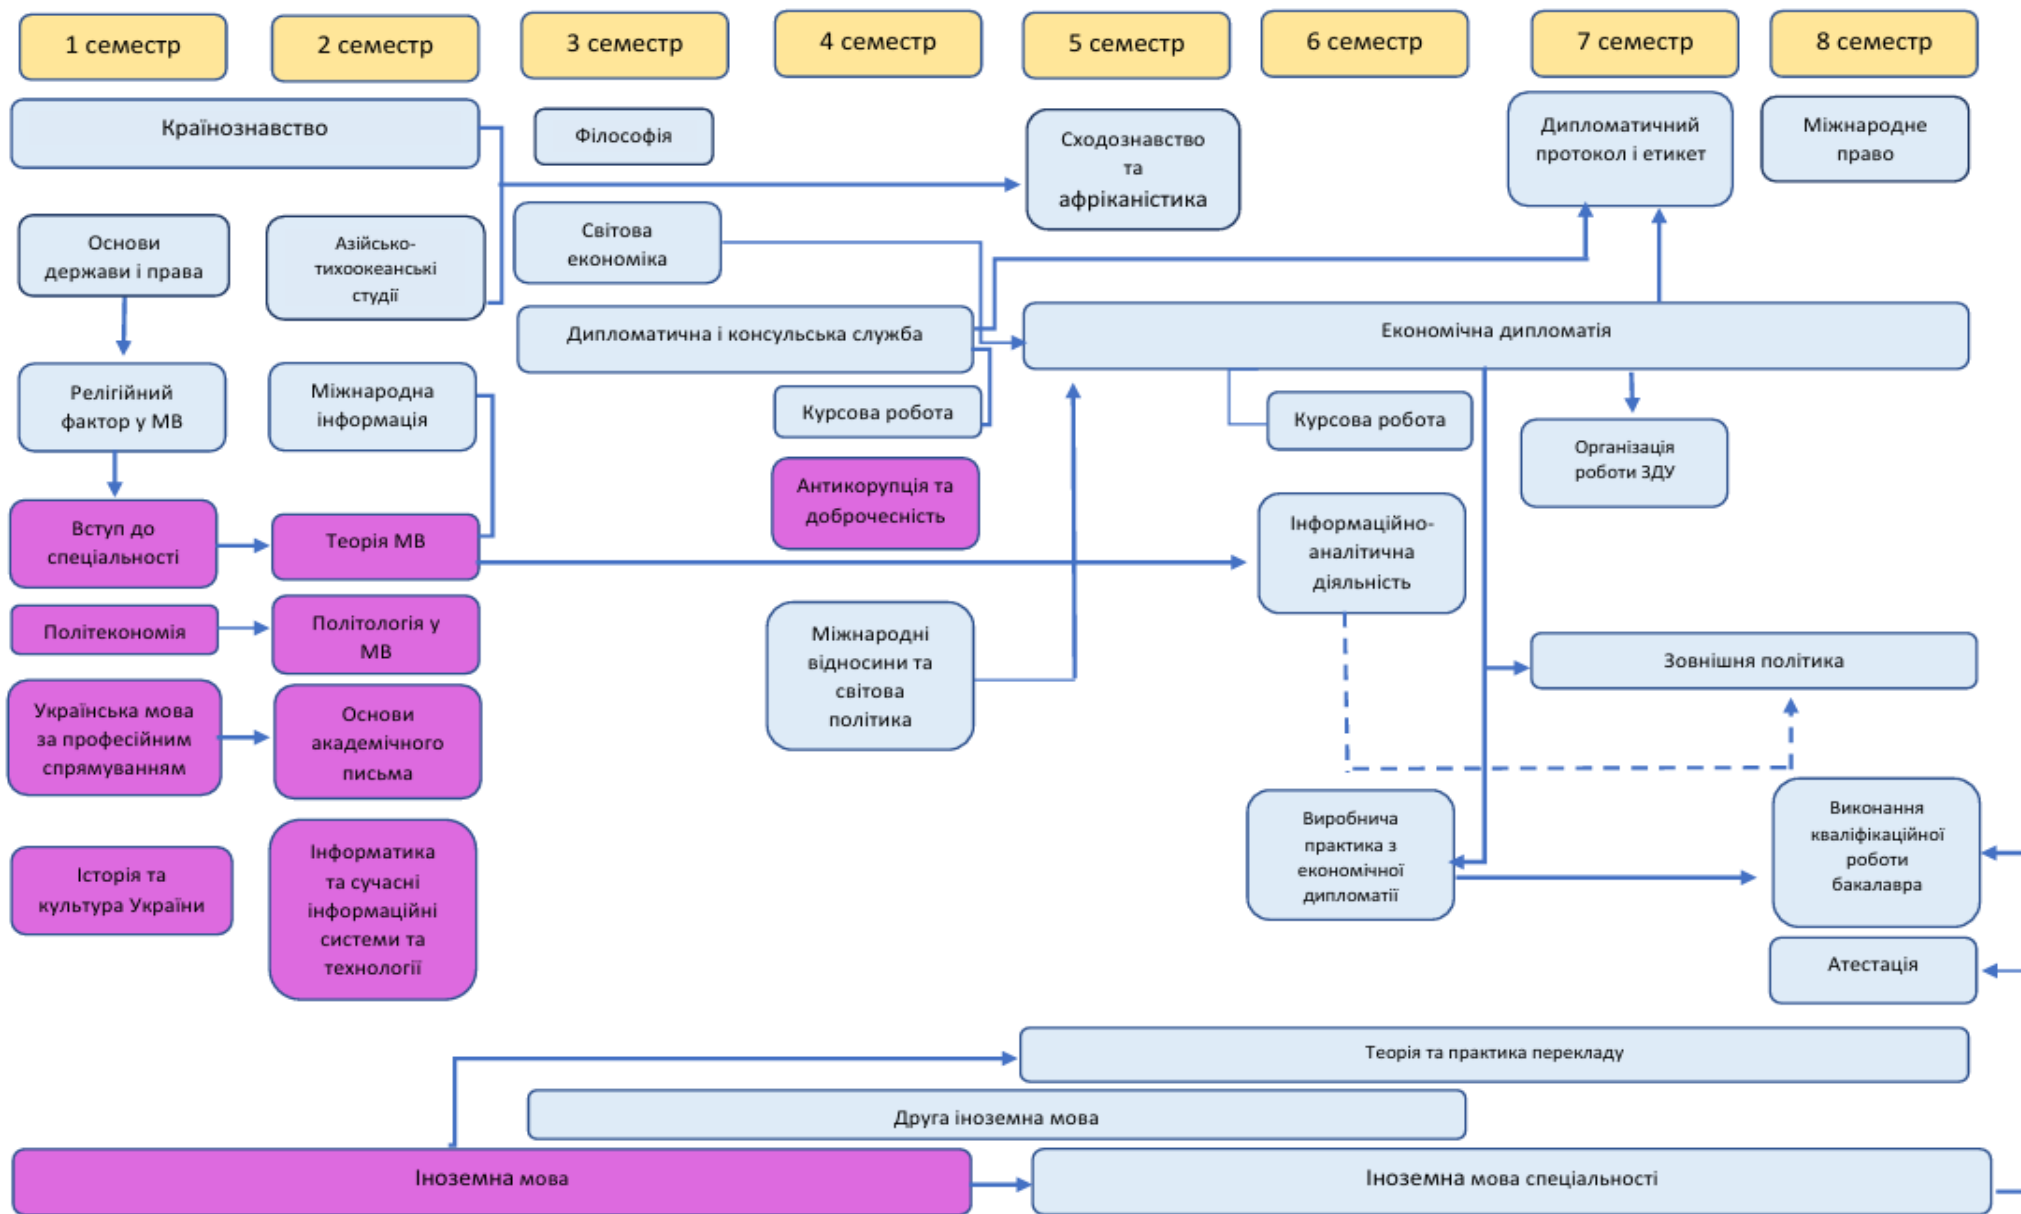 1 семестр
2 семестр
3 семестр
4 семестр
5 семестр
6 семестр
7 семестр
8 семестр
Країнознавство
Філософія
Сходознавство
та
афріканістика
Дипломатичний
протокол і етикет
Міжнародне
право
Основи
держави і права
Азійсько-
тихоокеанські
студії
Світова
економіка
Дипломатична і консульська служба
Економічна дипломатія
Релігійний
фактор у МВ
Міжнародна
інформація
Курсова робота
Курсова робота
Організація
роботи ЗДУ
Антикорупція та
доброчесність
Вступ до
спеціальності
Теорія МВ
Інформаційно-
аналітична
діяльність
Політекономія
Політологія у
МВ
Міжнародні
відносини та
світова
політика
Зовнішня політика
Українська мова
за професійним
спрямуванням
Основи
академічного
письма
Виробнича
практика з
економічної
дипломатії
Виконання
кваліфікаційної
роботи
бакалавра
Історія та
культура України
Інформатика
та сучасні
інформаційні
системи та
технології
Атестація
Теорія та практика перекладу
Друга іноземна мова
Іноземна мова
Іноземна мова спеціальності